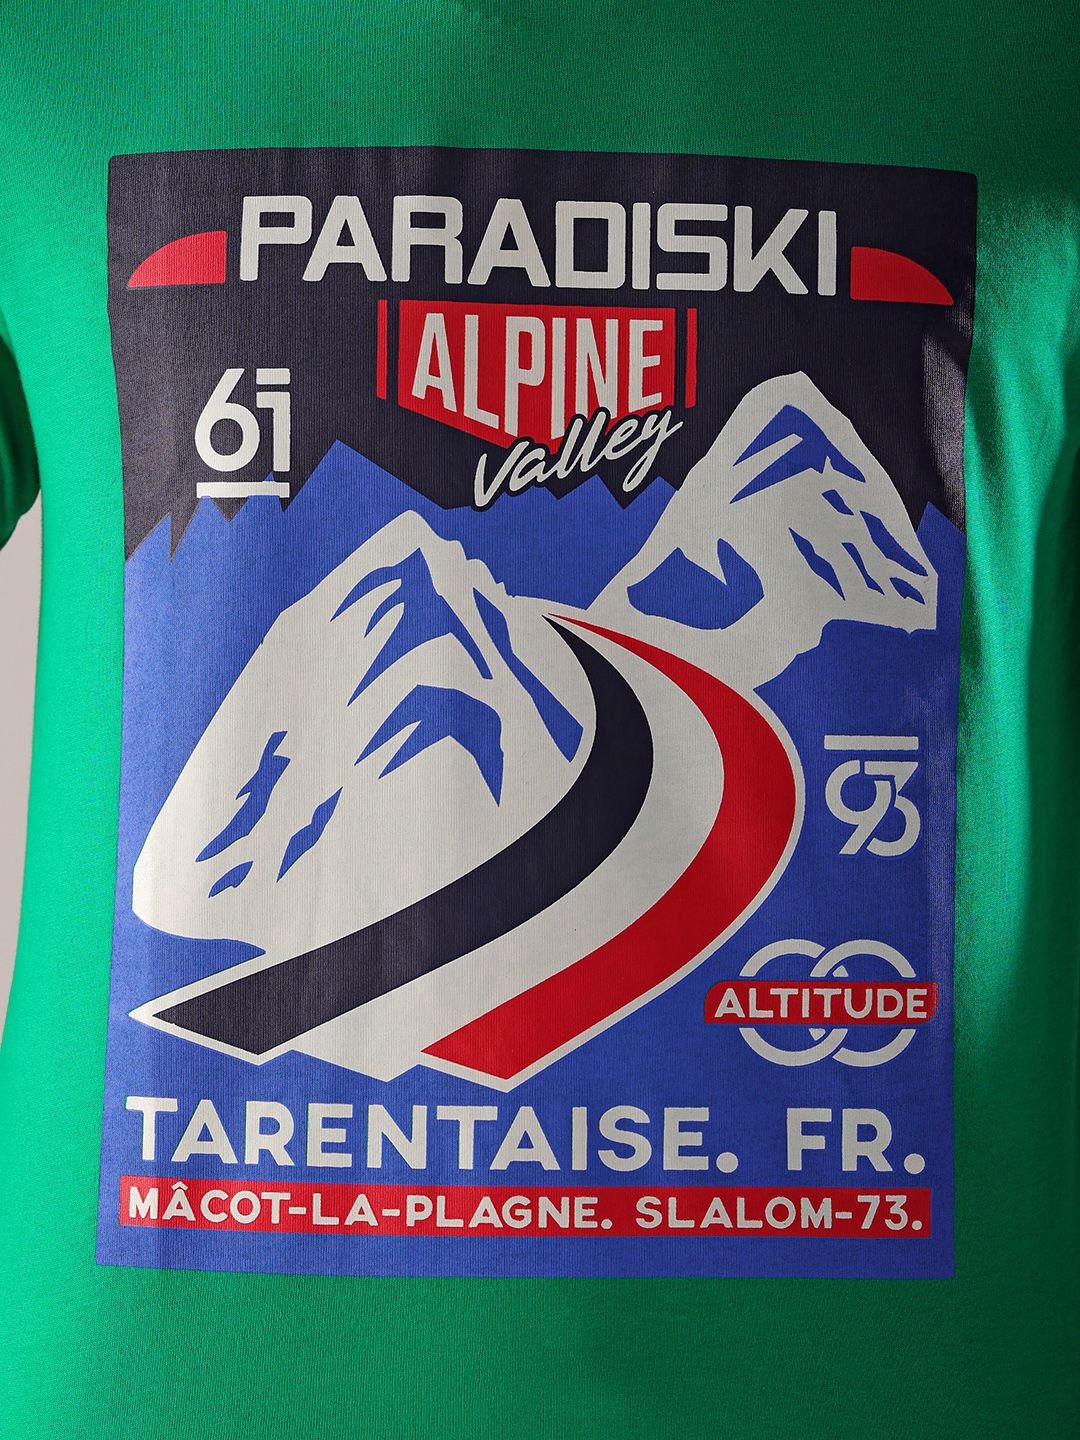 PARADISKI
ALPINE
Valley
61
93
ALTITUDE
TARENTAISE. FR.
MÂCOT-LA-PLAGNE. SLALOM-73.